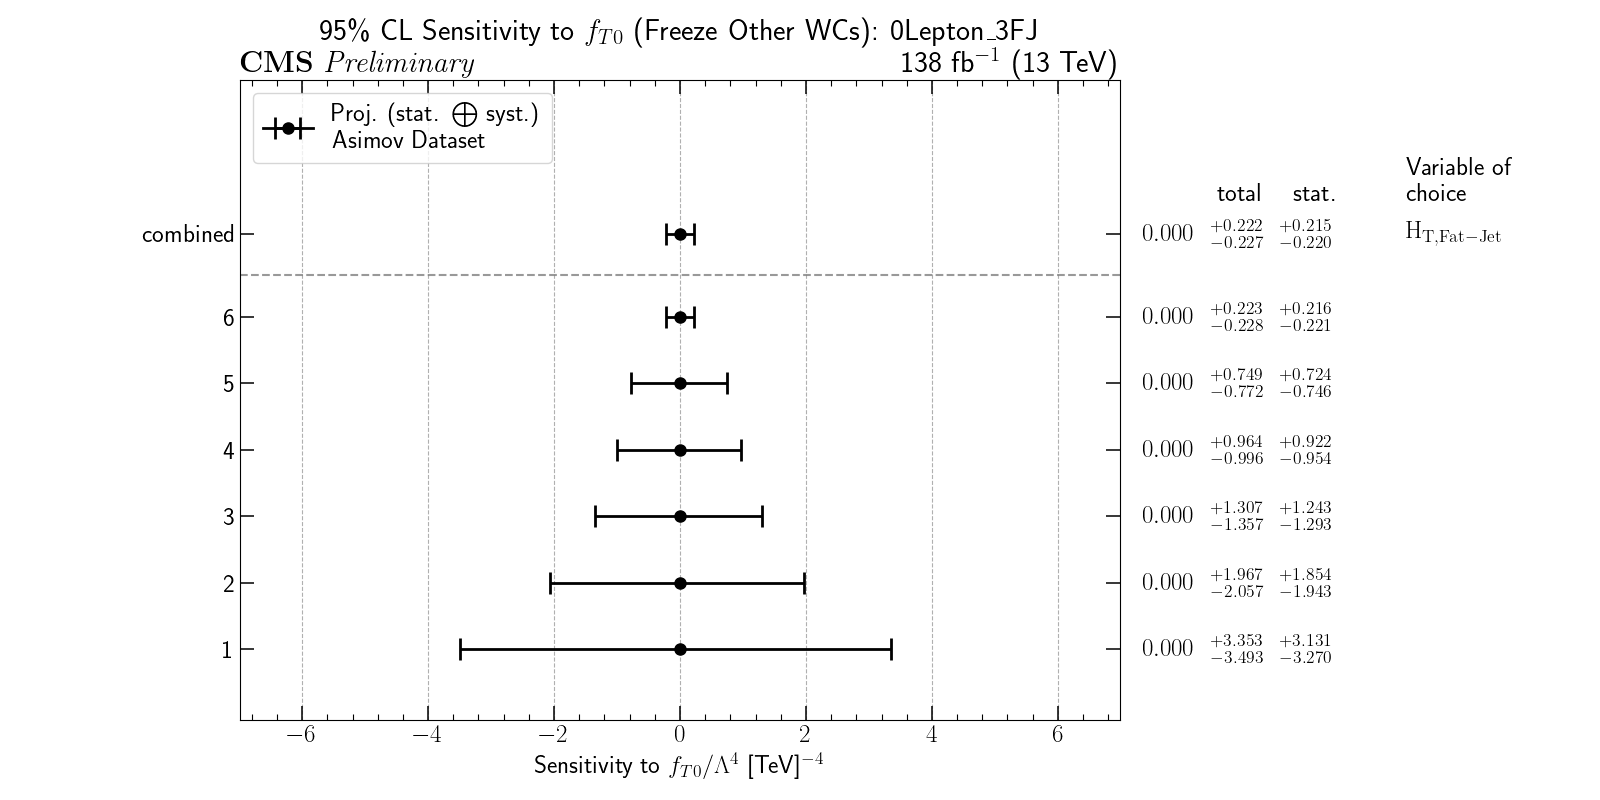 95% CL Sensitivity to f_{T0} (Freeze Other WCs): 0Lepton_3FJ
CMS Preliminary 138 fb⁻¹ (13 TeV)
Proj. (stat. ⨁ syst.)
Asimov Dataset
Variable of
total stat. choice
combined 0.000 +0.222 −0.227 +0.215 −0.220 H_{T,Fat−Jet}
6 0.000 +0.223 −0.228 +0.216 −0.221
5 0.000 +0.749 −0.772 +0.724 −0.746
4 0.000 +0.964 −0.996 +0.922 −0.954
3 0.000 +1.307 −1.357 +1.243 −1.293
2 0.000 +1.967 −2.057 +1.854 −1.943
1 0.000 +3.353 −3.493 +3.131 −3.270
−6 −4 −2 0 2 4 6
Sensitivity to f_{T0}/Λ⁴ [TeV]⁻⁴